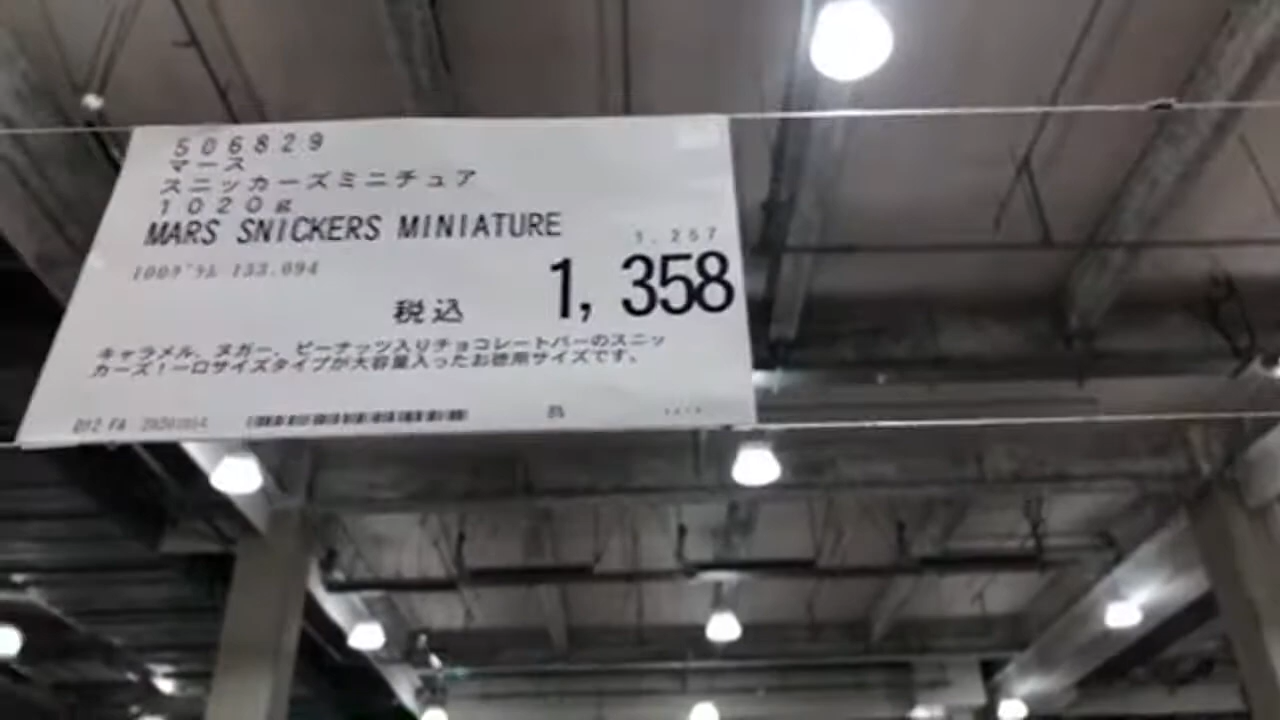 506829
マース
スニッカーズミニチュア
1020g
MARS SNICKERS MINIATURE
1,257
100グラム 133.094
税込 1,358
キャラメル、ヌガー、ピーナッツ入りチョコレートバーのスニッ
カーズ!一口サイズタイプが大容量入ったお徳用サイズです。